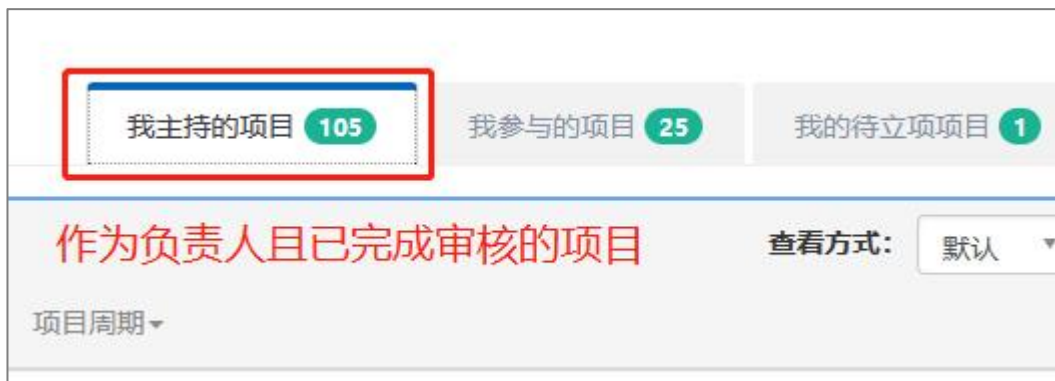 我主持的项目 105 我参与的项目 25 我的待立项项目 1
作为负责人且已完成审核的项目 查看方式: 默认
项目周期